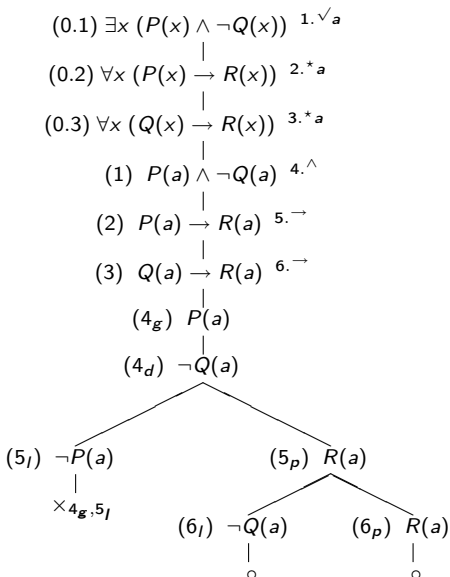 (0.1) ∃x (P(x) ∧ ¬Q(x)) 1.√a
(0.2) ∀x (P(x) → R(x)) 2.*a
(0.3) ∀x (Q(x) → R(x)) 3.*a
(1) P(a) ∧ ¬Q(a) 4.∧
(2) P(a) → R(a) 5.→
(3) Q(a) → R(a) 6.→
(4g) P(a)
(4d) ¬Q(a)
(5l) ¬P(a) (5p) R(a)
×4g,5l
(6l) ¬Q(a) (6p) R(a)
○ ○